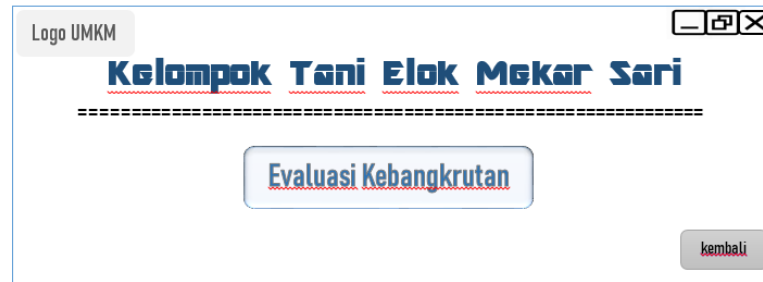 Logo UMKM
Kelompok Tani Elok Mekar Sari
=================================================================
Evaluasi Kebangkrutan
kembali